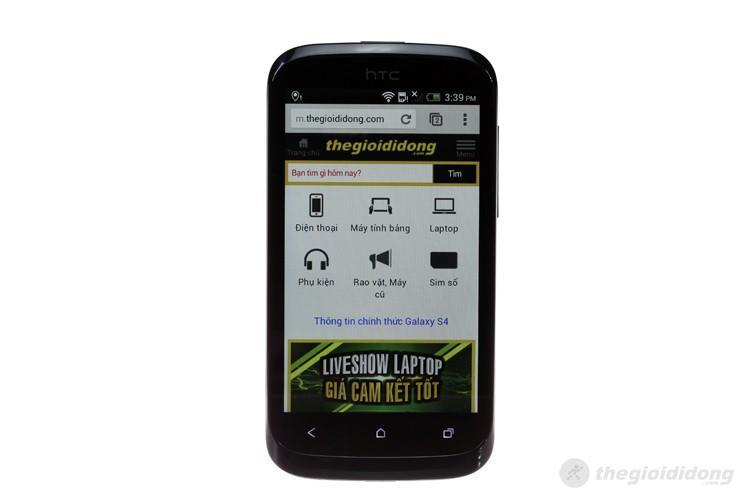 hTC
1 3:39 PM
m.thegioididong.com 2
Trang chủ thegioididong .com Menu
Bạn tìm gì hôm nay? Tìm
Điện thoại Máy tính bảng Laptop
Phụ kiện Rao vặt, Máy cũ Sim số
Thông tin chính thức Galaxy S4
LIVESHOW LAPTOP
GIÁ CAM KẾT TỐT
thegioididong
.com